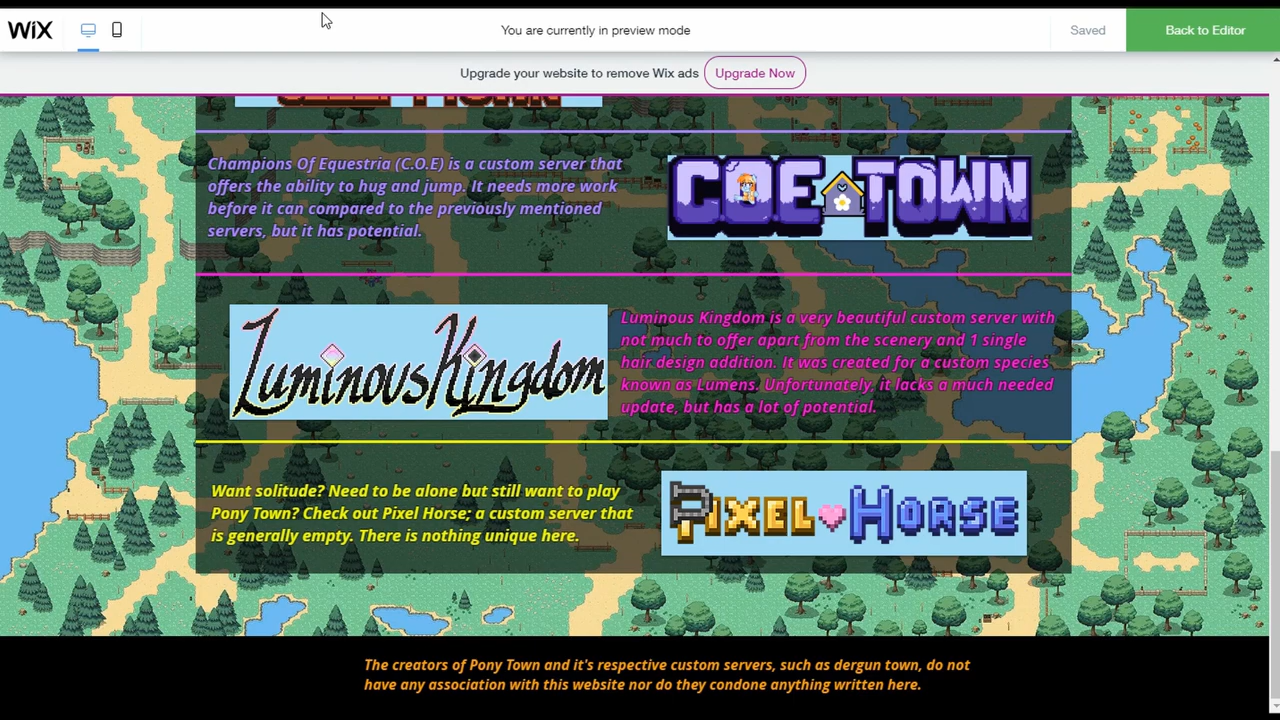 WiX
You are currently in preview mode
Saved
Back to Editor
Upgrade your website to remove Wix ads
Upgrade Now
Champions Of Equestria (C.O.E) is a custom server that
offers the ability to hug and jump. It needs more work
before it can compared to the previously mentioned
servers, but it has potential.
COE TOWN
Luminous Kingdom
Luminous Kingdom is a very beautiful custom server with
not much to offer apart from the scenery and 1 single
hair design addition. It was created for a custom species
known as Lumens. Unfortunately, it lacks a much needed
update, but has a lot of potential.
Want solitude? Need to be alone but still want to play
Pony Town? Check out Pixel Horse; a custom server that
is generally empty. There is nothing unique here.
PIXEL HORSE
The creators of Pony Town and it's respective custom servers, such as dergun town, do not
have any association with this website nor do they condone anything written here.